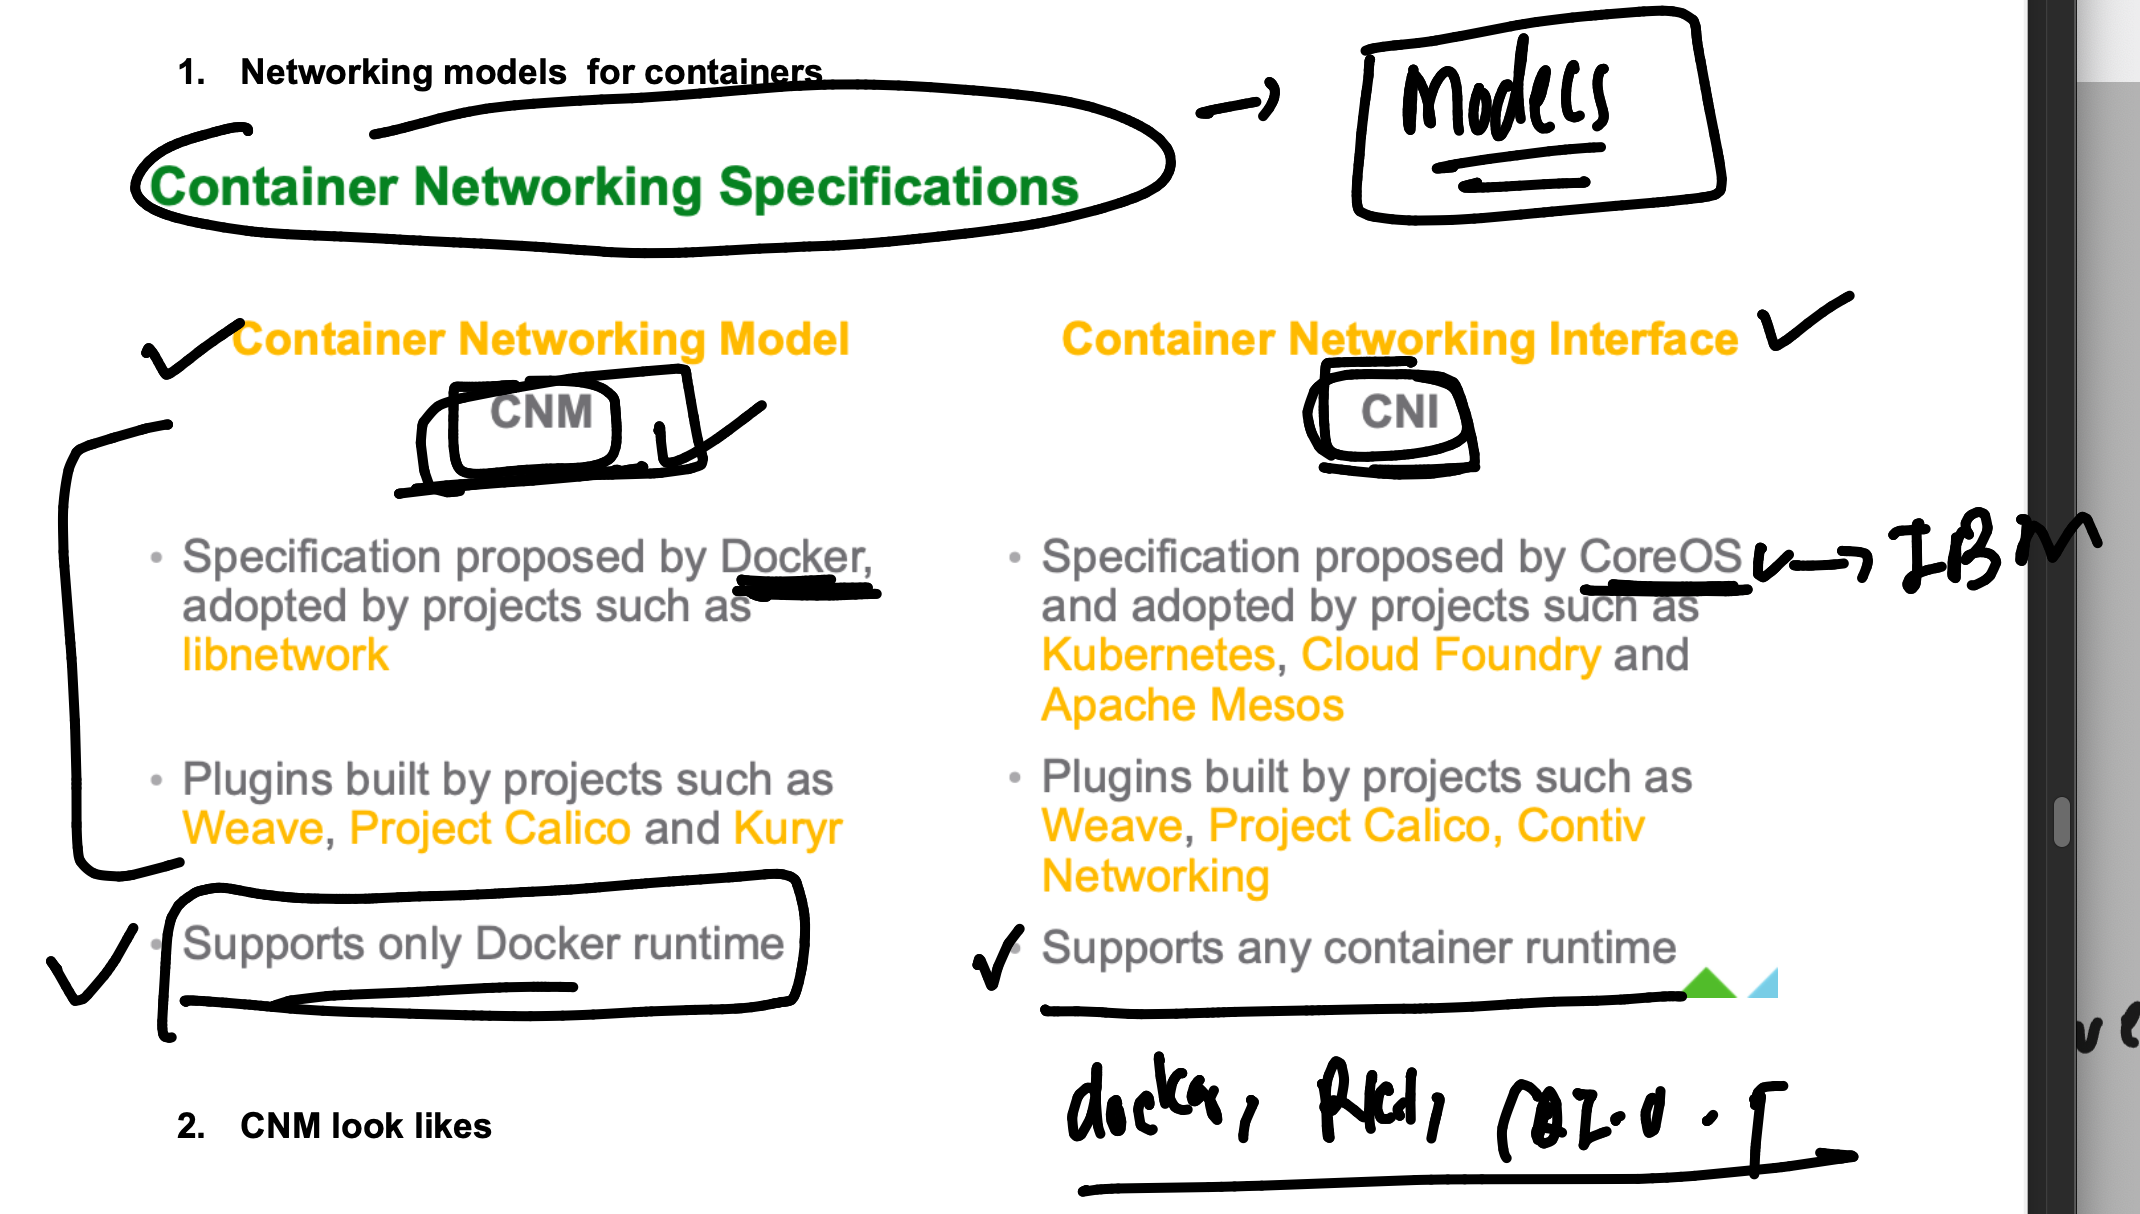 1. Networking models for containers
Models
Container Networking Specifications
Container Networking Model
CNM
• Specification proposed by Docker,
adopted by projects such as
libnetwork
• Plugins built by projects such as
Weave, Project Calico and Kuryr
• Supports only Docker runtime
Container Networking Interface
CNI
• Specification proposed by CoreOS
IBM
and adopted by projects such as
Kubernetes, Cloud Foundry and
Apache Mesos
• Plugins built by projects such as
Weave, Project Calico, Contiv
Networking
• Supports any container runtime
docker,
2. CNM look likes